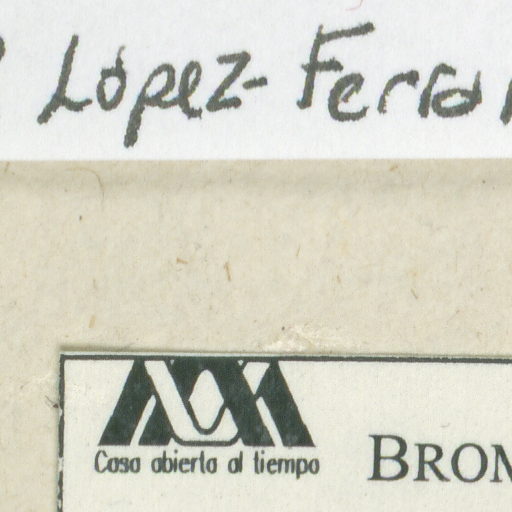 López-Ferra
Casa abierta al tiempo
BROM